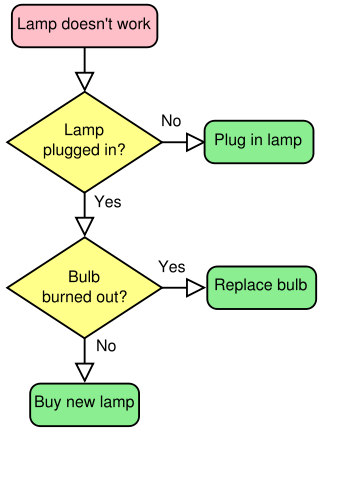 Lamp doesn't work
Lamp
plugged in?
No
Plug in lamp
Yes
Bulb
burned out?
Yes
Replace bulb
No
Buy new lamp